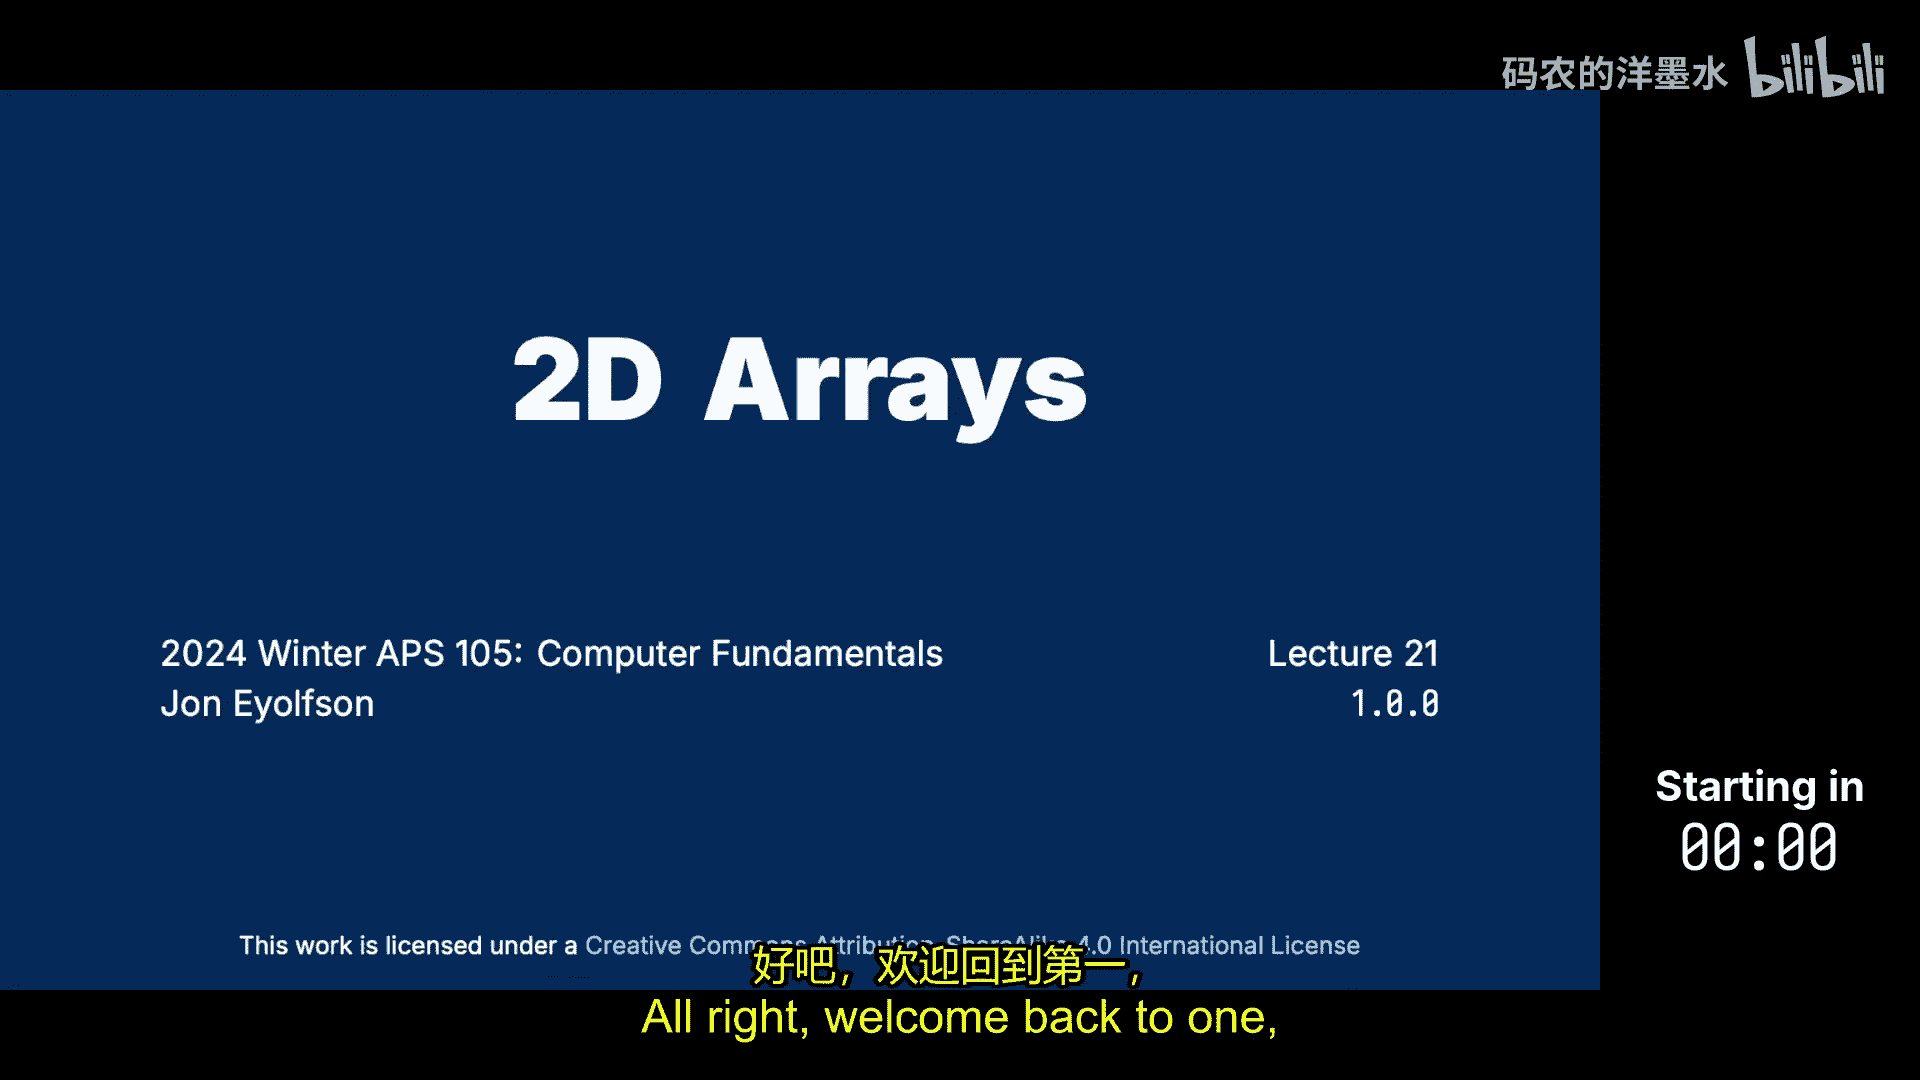 码农的洋墨水 bilibili
2D Arrays
2024 Winter APS 105: Computer Fundamentals
Lecture 21
Jon Eyolfson
1.0.0
Starting in
00:00
This work is licensed under a Creative Commons Attribution-ShareAlike 4.0 International License
好吧，欢迎回到第一，
All right, welcome back to one,